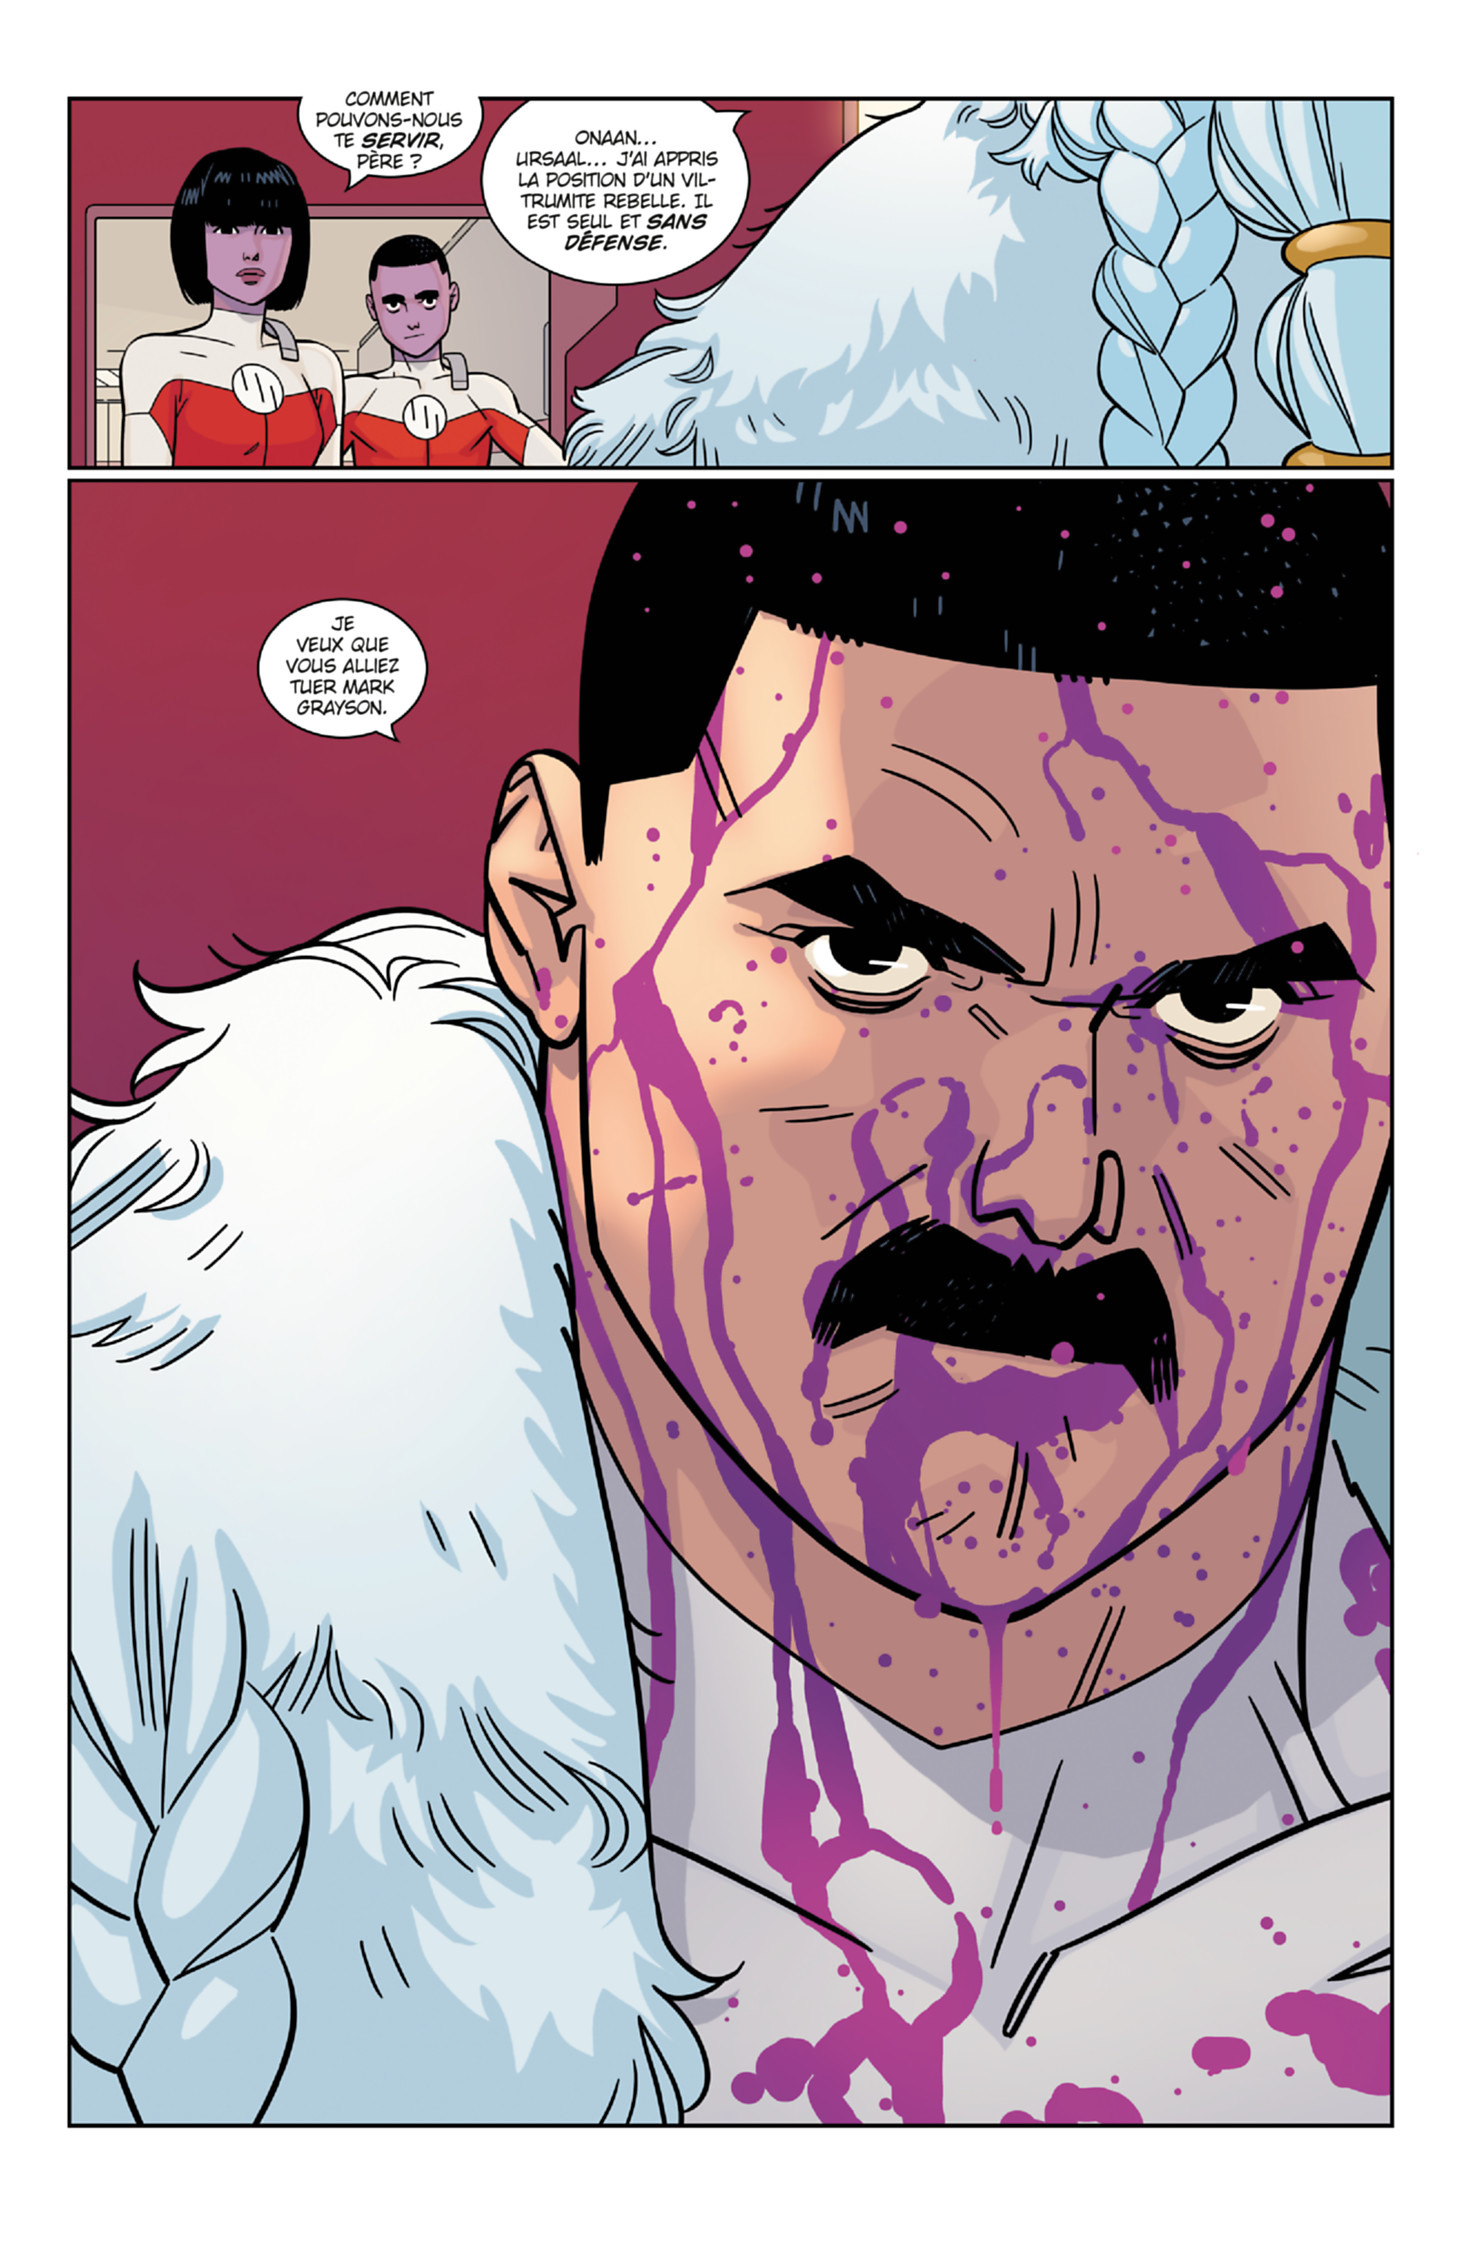 COMMENT
POUVONS-NOUS
TE SERVIR,
PÈRE ?
ONAAN...
URSAAL... J'AI APPRIS
LA POSITION D'UN VIL-
TRUMITE REBELLE. IL
EST SEUL ET SANS
DÉFENSE.
JE
VEUX QUE
VOUS ALLIEZ
TUER MARK
GRAYSON.